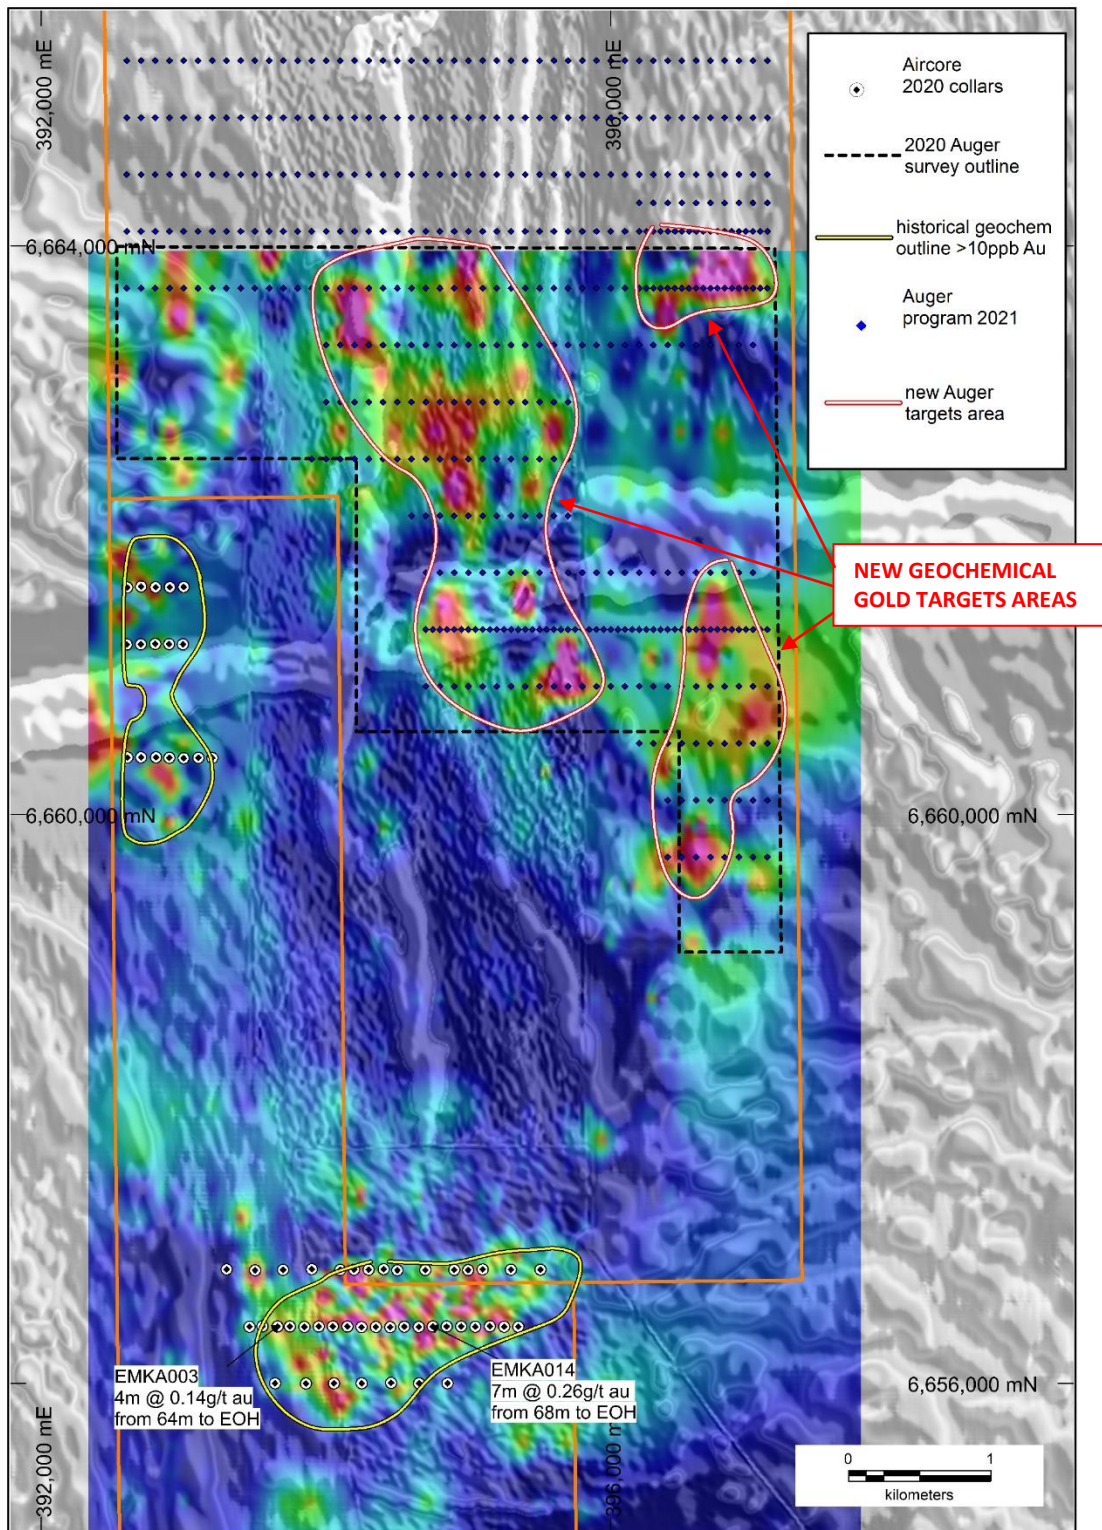 392,000 mE
396,000 mE
Aircore
2020 collars
2020 Auger
survey outline
historical geochem
outline >10ppb Au
Auger
program 2021
new Auger
targets area
6,664,000 mN
NEW GEOCHEMICAL
GOLD TARGETS AREAS
6,660,000 mN
6,660,000 mN
EMKA003
4m @ 0.14g/t au
from 64m to EOH
EMKA014
7m @ 0.26g/t au
from 68m to EOH
6,656,000 mN
392,000 mE
396,000 mE
0 1
kilometers